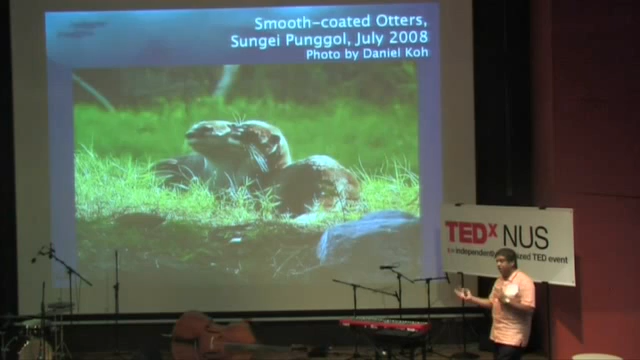 Smooth-coated Otters,
Sungei Punggol, July 2008
Photo by Daniel Koh
TEDx NUS
x= independently organized TED event